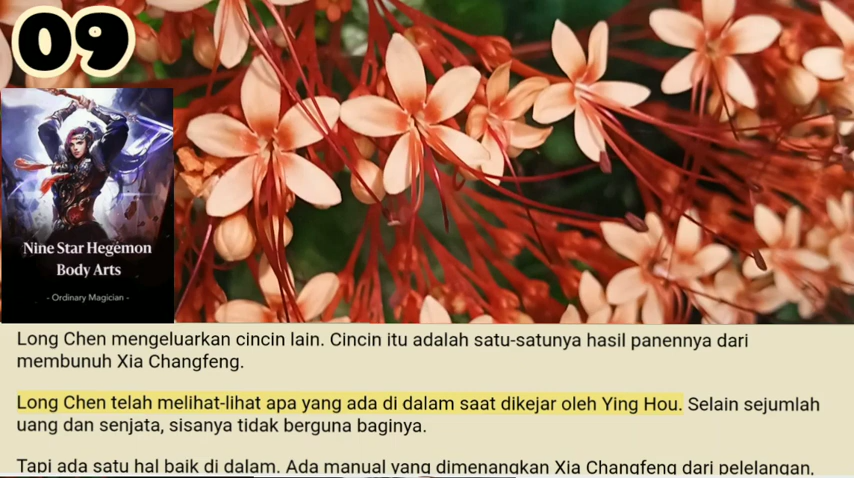 09
Nine Star Hegemon
Body Arts
- Ordinary Magician -
Long Chen mengeluarkan cincin lain. Cincin itu adalah satu-satunya hasil panennya dari
membunuh Xia Changfeng.
Long Chen telah melihat-lihat apa yang ada di dalam saat dikejar oleh Ying Hou. Selain sejumlah
uang dan senjata, sisanya tidak berguna baginya.
Tapi ada satu hal baik di dalam. Ada manual yang dimenangkan Xia Changfeng dari pelelangan,